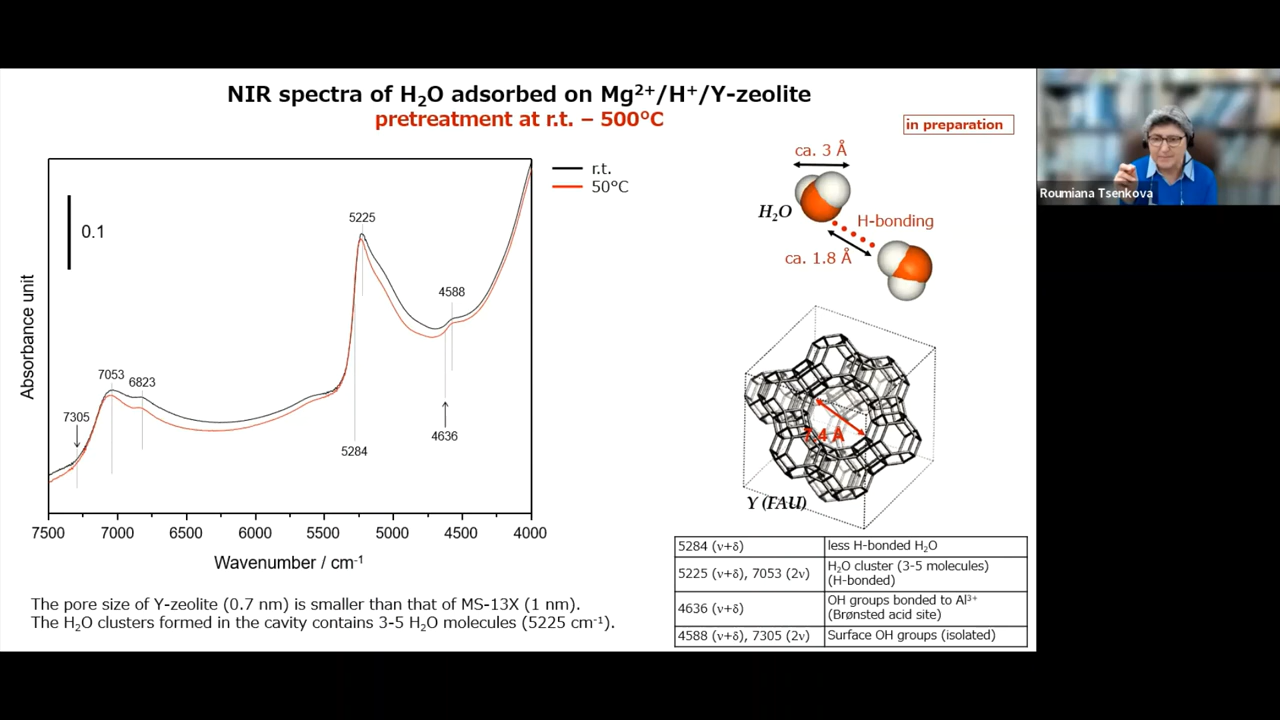 NIR spectra of H₂O adsorbed on Mg²⁺/H⁺/Y-zeolite
pretreatment at r.t. – 500°C
in preparation
r.t.
50°C
0.1
5225
4588
7053
6823
7305
5284
4636
Absorbance unit
7500 7000 6500 6000 5500 5000 4500 4000
Wavenumber / cm⁻¹
ca. 3 Å
H₂O
H-bonding
ca. 1.8 Å
7.4 Å
Y (FAU)
5284 (ν+δ) less H-bonded H₂O
5225 (ν+δ), 7053 (2ν) H₂O cluster (3-5 molecules)
(H-bonded)
4636 (ν+δ) OH groups bonded to Al³⁺
(Brønsted acid site)
4588 (ν+δ), 7305 (2ν) Surface OH groups (isolated)
The pore size of Y-zeolite (0.7 nm) is smaller than that of MS-13X (1 nm).
The H₂O clusters formed in the cavity contains 3-5 H₂O molecules (5225 cm⁻¹).
Roumiana Tsenkova